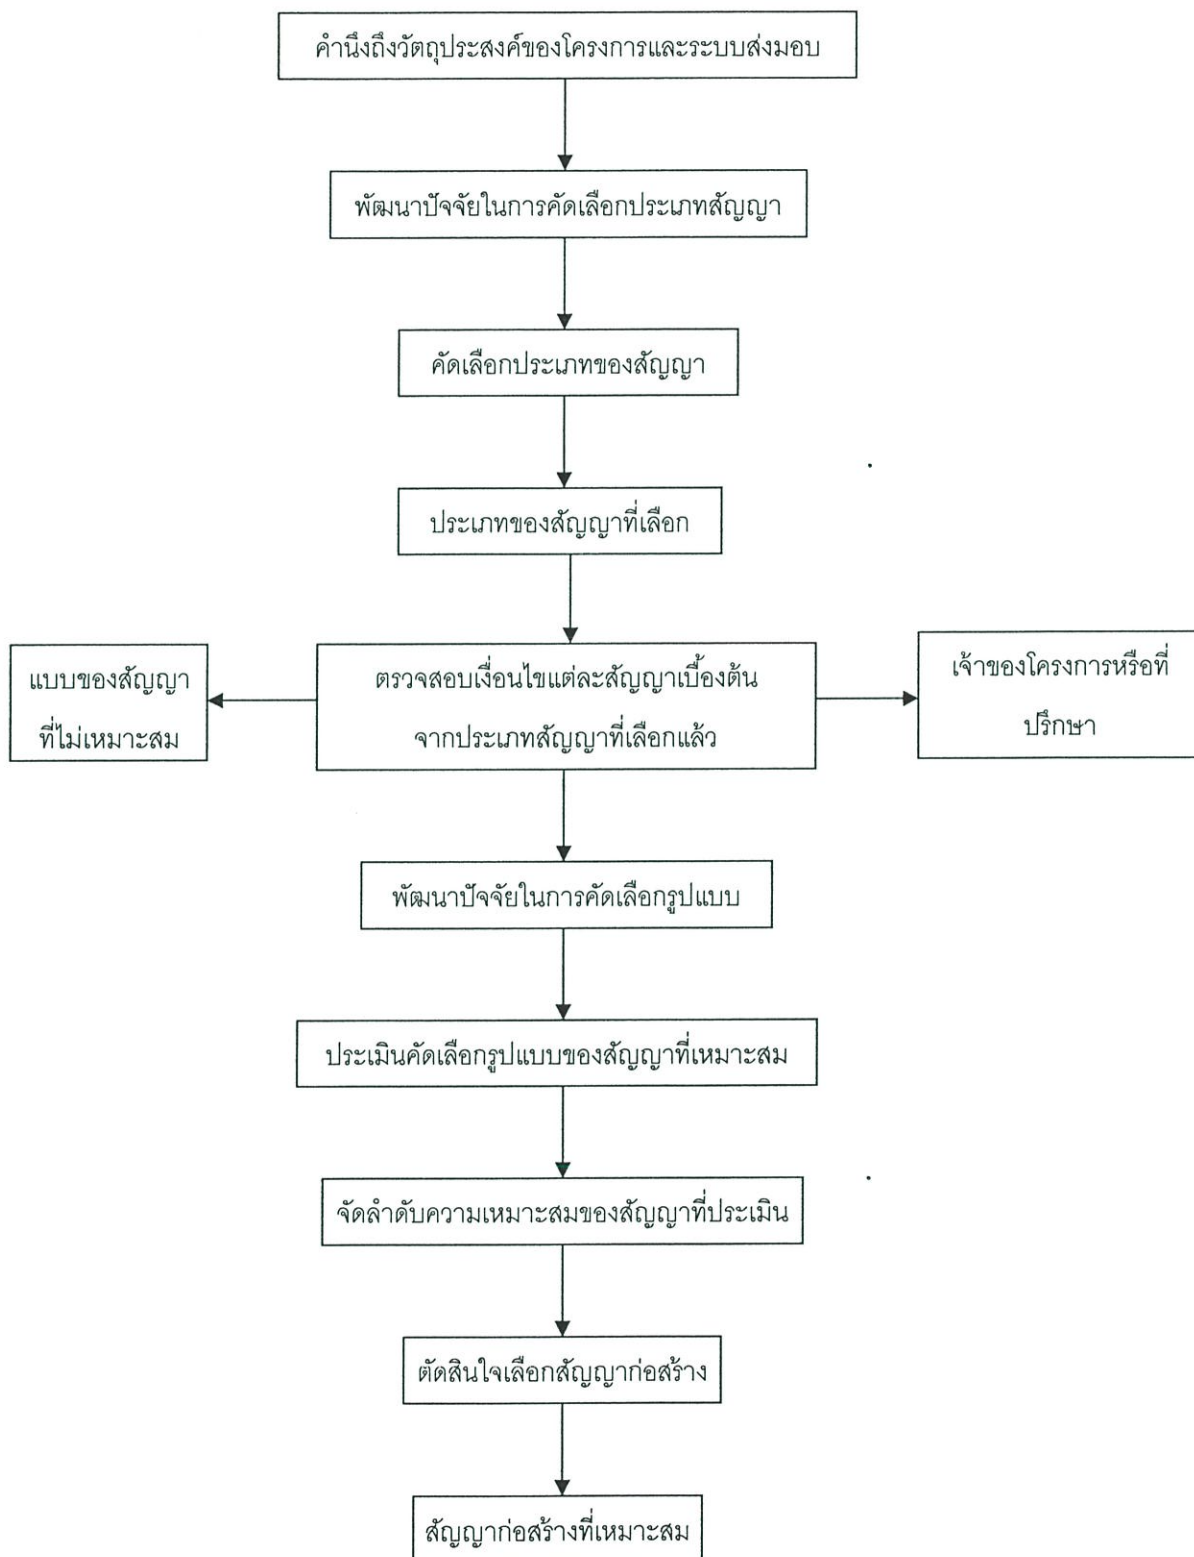 คำนึงถึงวัตถุประสงค์ของโครงการและระบบส่งมอบ
พัฒนาปัจจัยในการคัดเลือกประเภทสัญญา
คัดเลือกประเภทของสัญญา
ประเภทของสัญญาที่เลือก
แบบของสัญญา
ที่ไม่เหมาะสม
ตรวจสอบเงื่อนไขแต่ละสัญญาเบื้องต้น
จากประเภทสัญญาที่เลือกแล้ว
เจ้าของโครงการหรือที่
ปรึกษา
พัฒนาปัจจัยในการคัดเลือกรูปแบบ
ประเมินคัดเลือกรูปแบบของสัญญาที่เหมาะสม
จัดลำดับความเหมาะสมของสัญญาที่ประเมิน
ตัดสินใจเลือกสัญญาก่อสร้าง
สัญญาก่อสร้างที่เหมาะสม